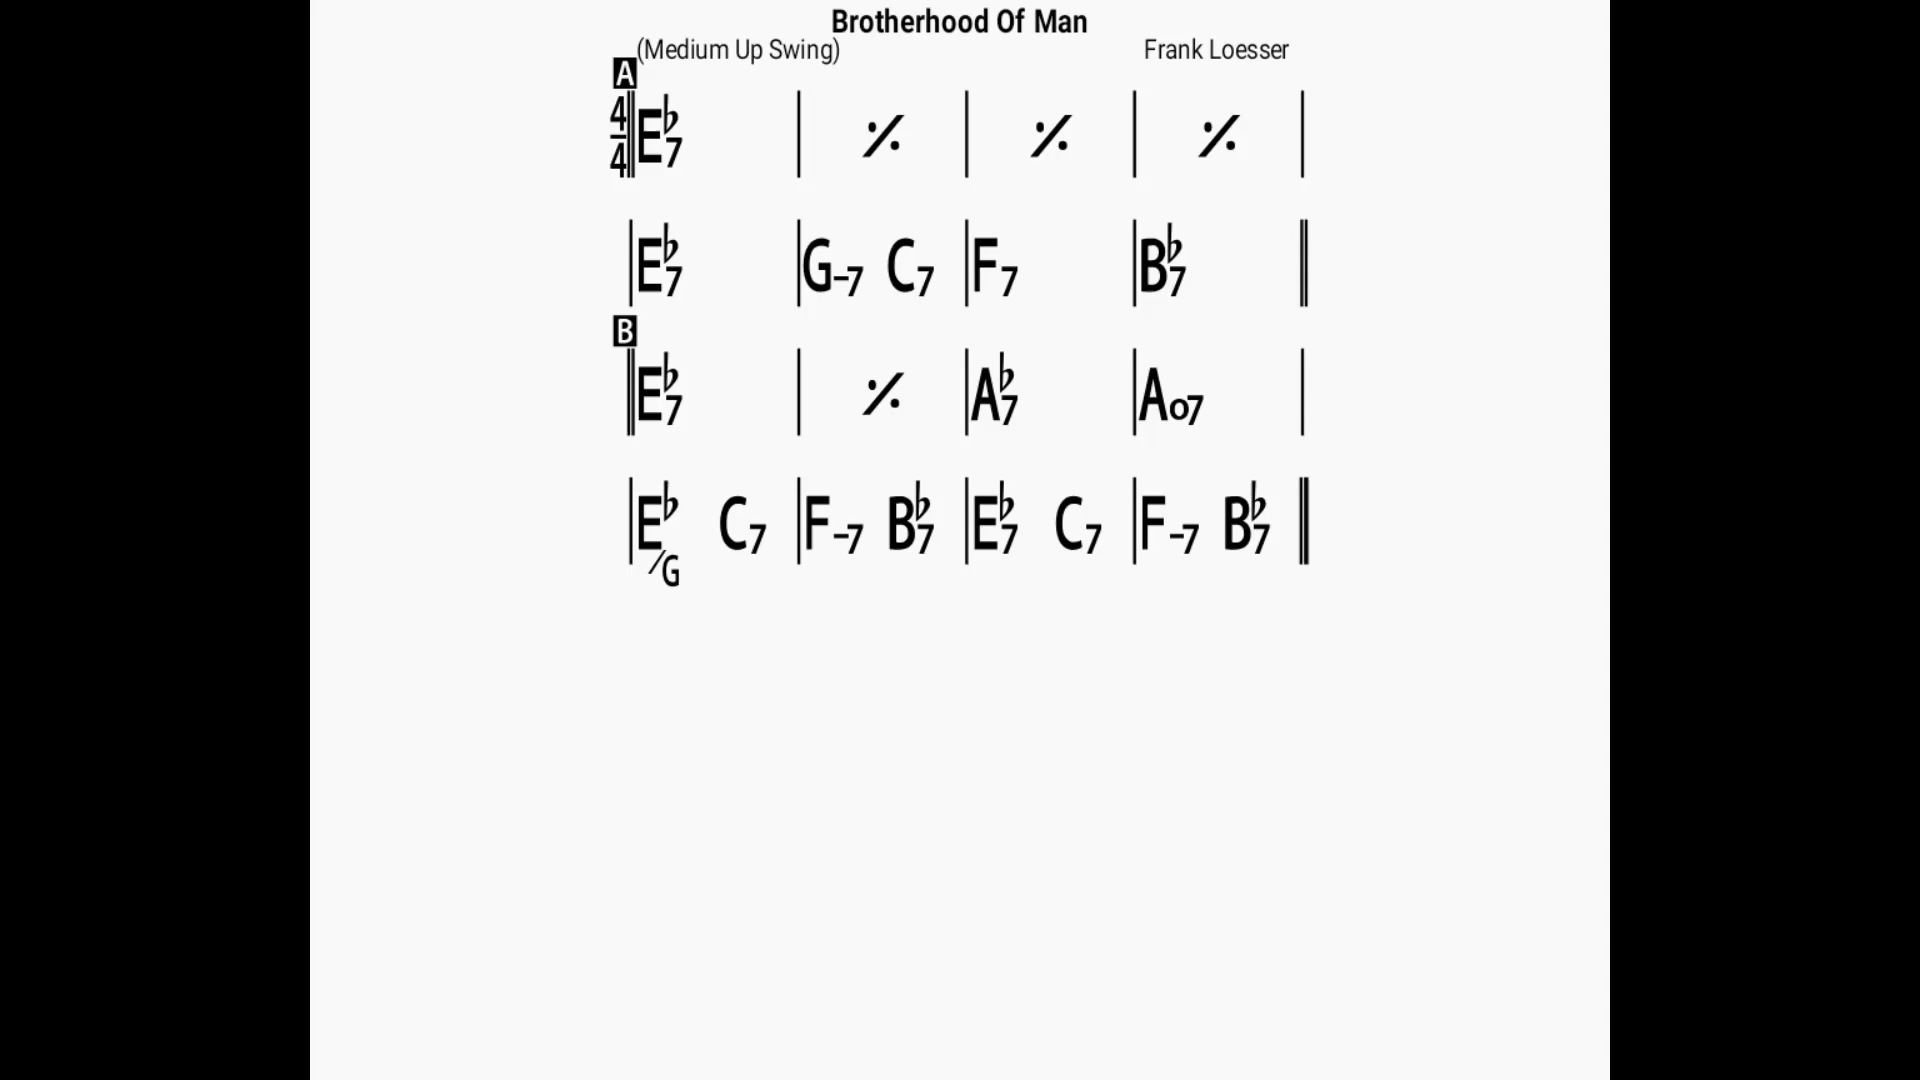 Brotherhood Of Man
(Medium Up Swing) Frank Loesser
A
4/4 E♭7 | 𝄎 | 𝄎 | 𝄎 |
| E♭7 | G–7 C7 | F7 | B♭7 ||
B
|| E♭7 | 𝄎 | A♭7 | Ao7 |
| E♭/G C7 | F–7 B♭7 | E♭7 C7 | F–7 B♭7 ||